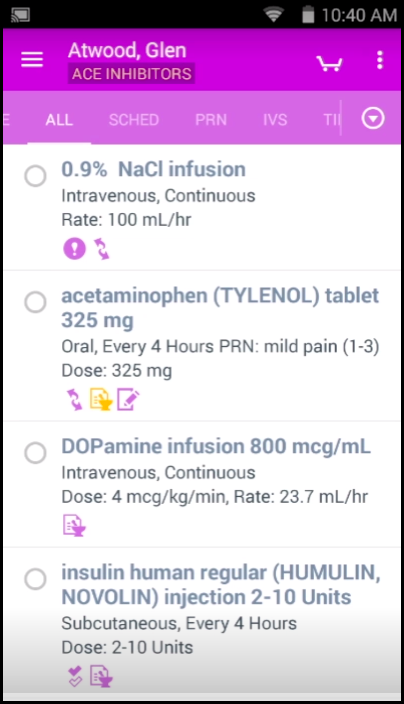 10:40 AM
Atwood, Glen
ACE INHIBITORS
E ALL SCHED PRN IVS TII
0.9% NaCl infusion
Intravenous, Continuous
Rate: 100 mL/hr
acetaminophen (TYLENOL) tablet
325 mg
Oral, Every 4 Hours PRN: mild pain (1-3)
Dose: 325 mg
DOPamine infusion 800 mcg/mL
Intravenous, Continuous
Dose: 4 mcg/kg/min, Rate: 23.7 mL/hr
insulin human regular (HUMULIN,
NOVOLIN) injection 2-10 Units
Subcutaneous, Every 4 Hours
Dose: 2-10 Units